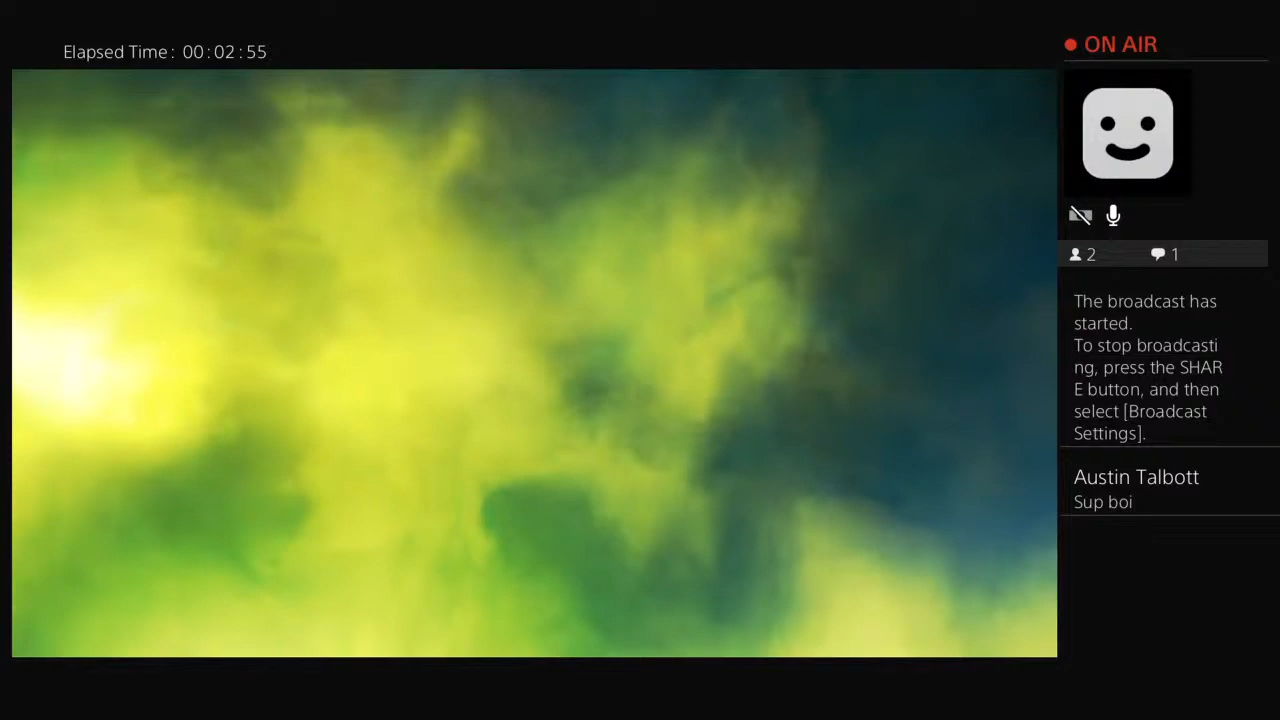 Elapsed Time: 00:02:55
ON AIR
2 1
The broadcast has
started.
To stop broadcasti
ng, press the SHAR
E button, and then
select [Broadcast
Settings].
Austin Talbott
Sup boi